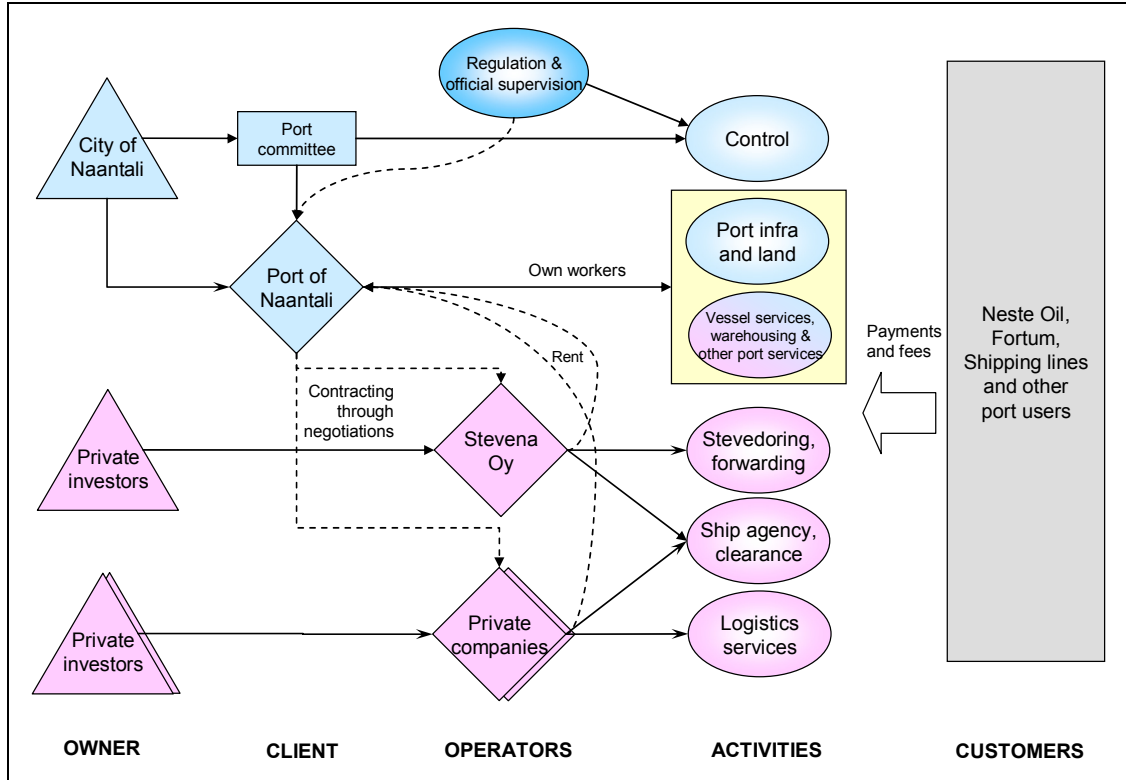 Regulation &
official supervision
City of
Naantali
Port
committee
Control
Port infra
and land
Own workers
Port of
Naantali
Vessel services,
warehousing &
other port services
Rent
Payments
and fees
Neste Oil,
Fortum,
Shipping lines
and other
port users
Contracting
through
negotiations
Private
investors
Stevena
Oy
Stevedoring,
forwarding
Ship agency,
clearance
Private
investors
Private
companies
Logistics
services
OWNER
CLIENT
OPERATORS
ACTIVITIES
CUSTOMERS